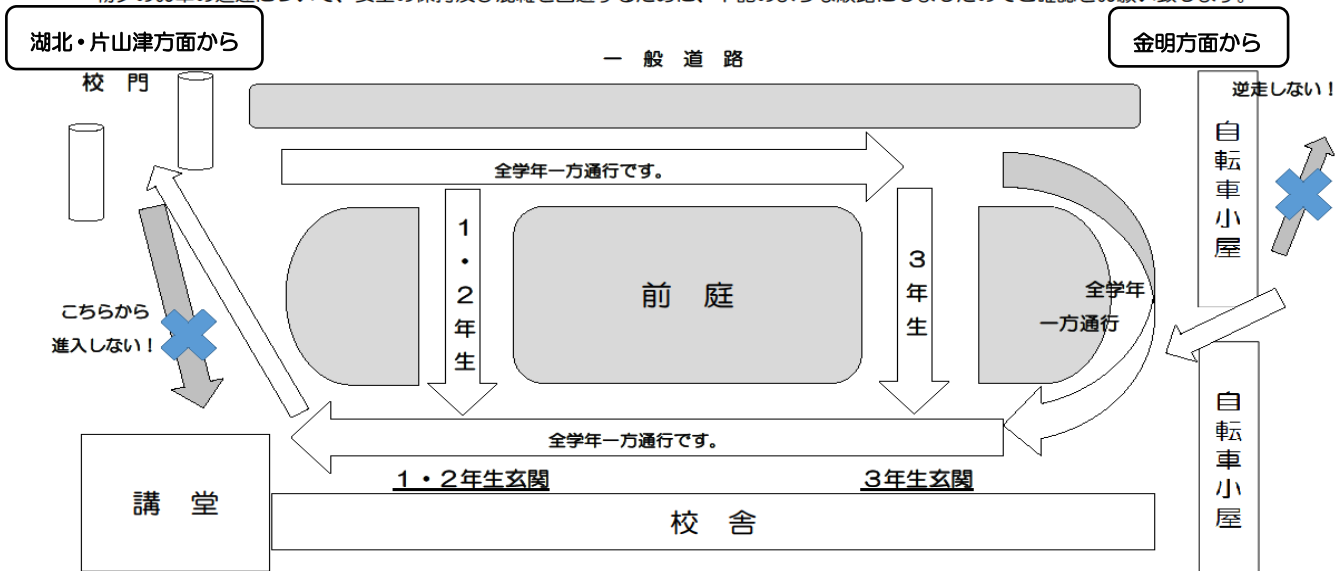 湖北・片山津方面から
金明方面から
一 般 道 路
校 門
逆走しない！
全学年一方通行です。
自転車小屋
1・2年生
前 庭
3年生
全学年
一方通行
こちらから
進入しない！
全学年一方通行です。
自転車小屋
1・2年生玄関
3年生玄関
講 堂
校 舎